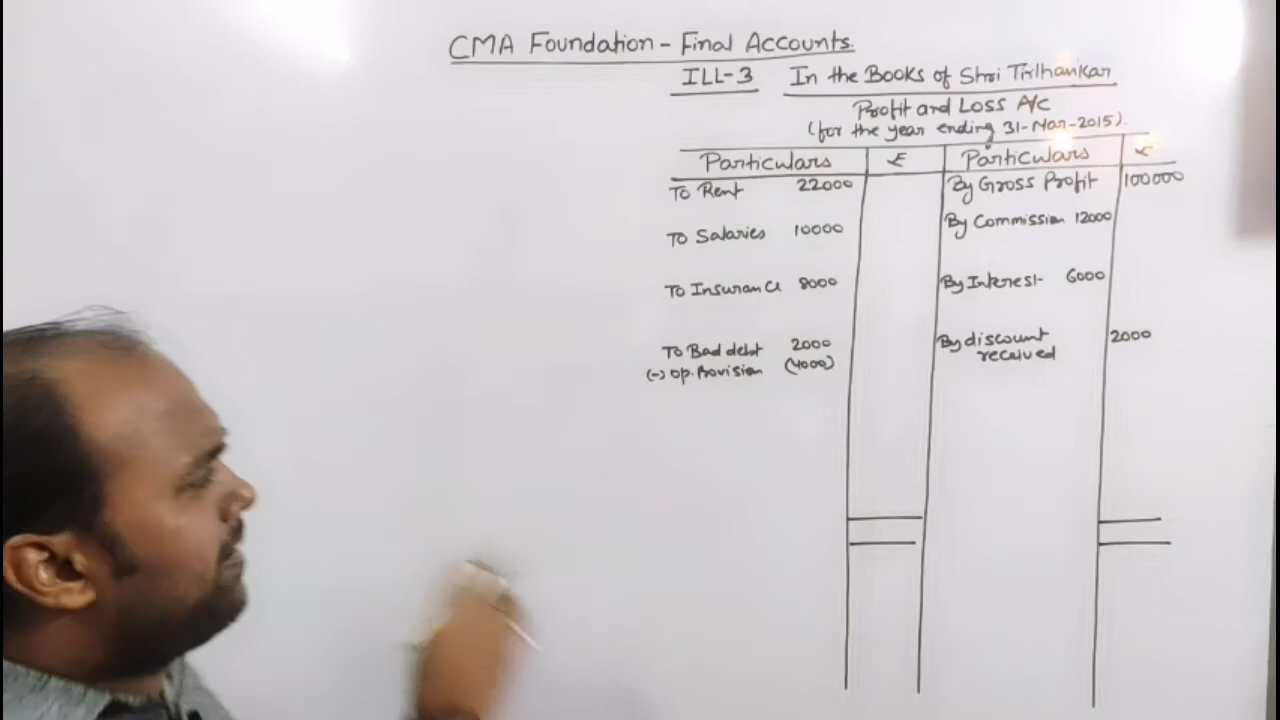 CMA Foundation - Final Accounts.
ILL-3 In the Books of Shri Tirthankar
Profit and Loss A/c
(for the year ending 31-Mar-2015).
Particulars ₹ Particulars ₹
To Rent 22000 By Gross Profit 100000
To Salaries 10000 By Commission 12000
To Insurance 8000 By Interest 6000
To Bad debt 2000 By discount received 2000
(-) Op. Provision (4000)